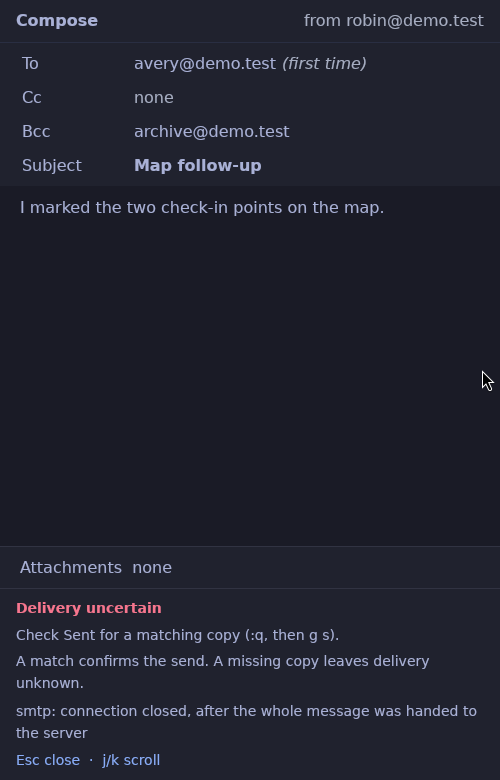 Compose from robin@demo.test
To avery@demo.test (first time)
Cc none
Bcc archive@demo.test
Subject Map follow-up
I marked the two check-in points on the map.
Attachments none
Delivery uncertain
Check Sent for a matching copy (:q, then g s).
A match confirms the send. A missing copy leaves delivery
unknown.
smtp: connection closed, after the whole message was handed to
the server
Esc close · j/k scroll